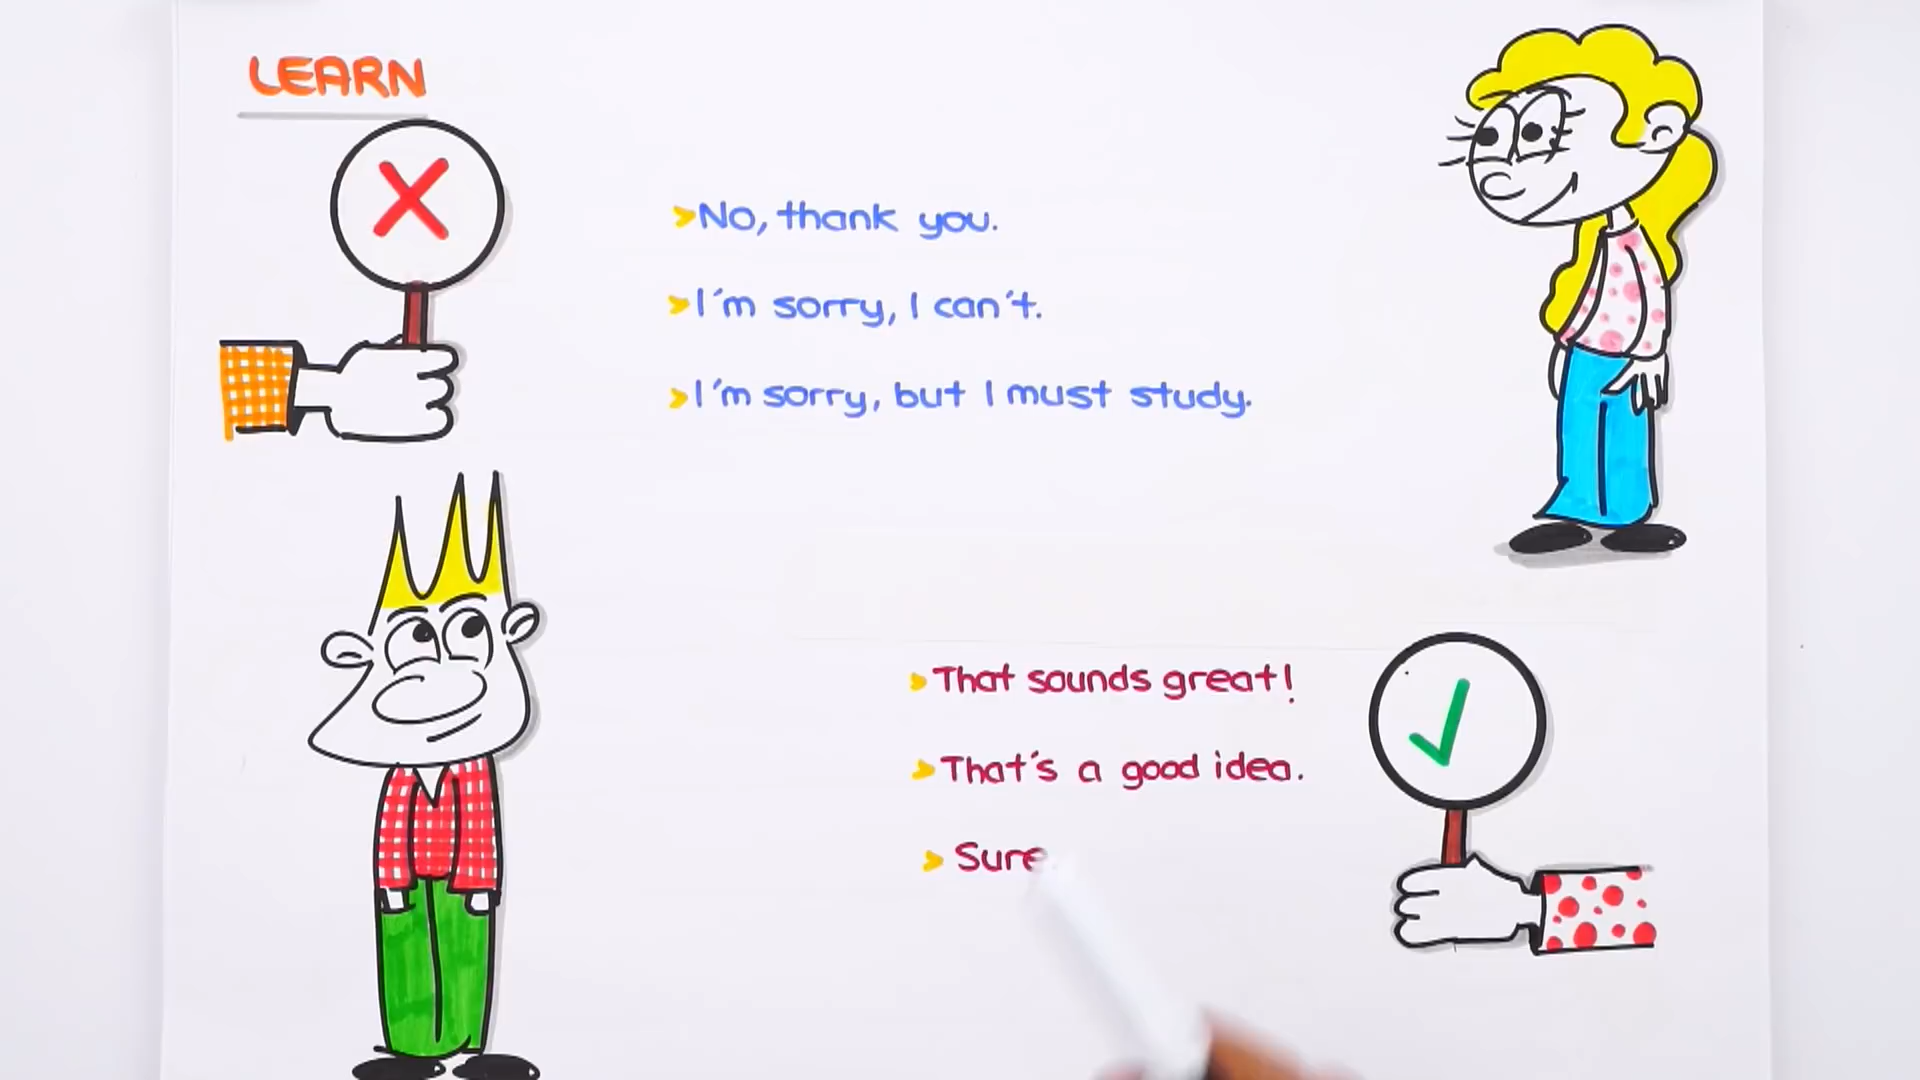 LEARN
No, thank you.
I'm sorry, I can't.
I'm sorry, but I must study.
That sounds great!
That's a good idea.
Sure